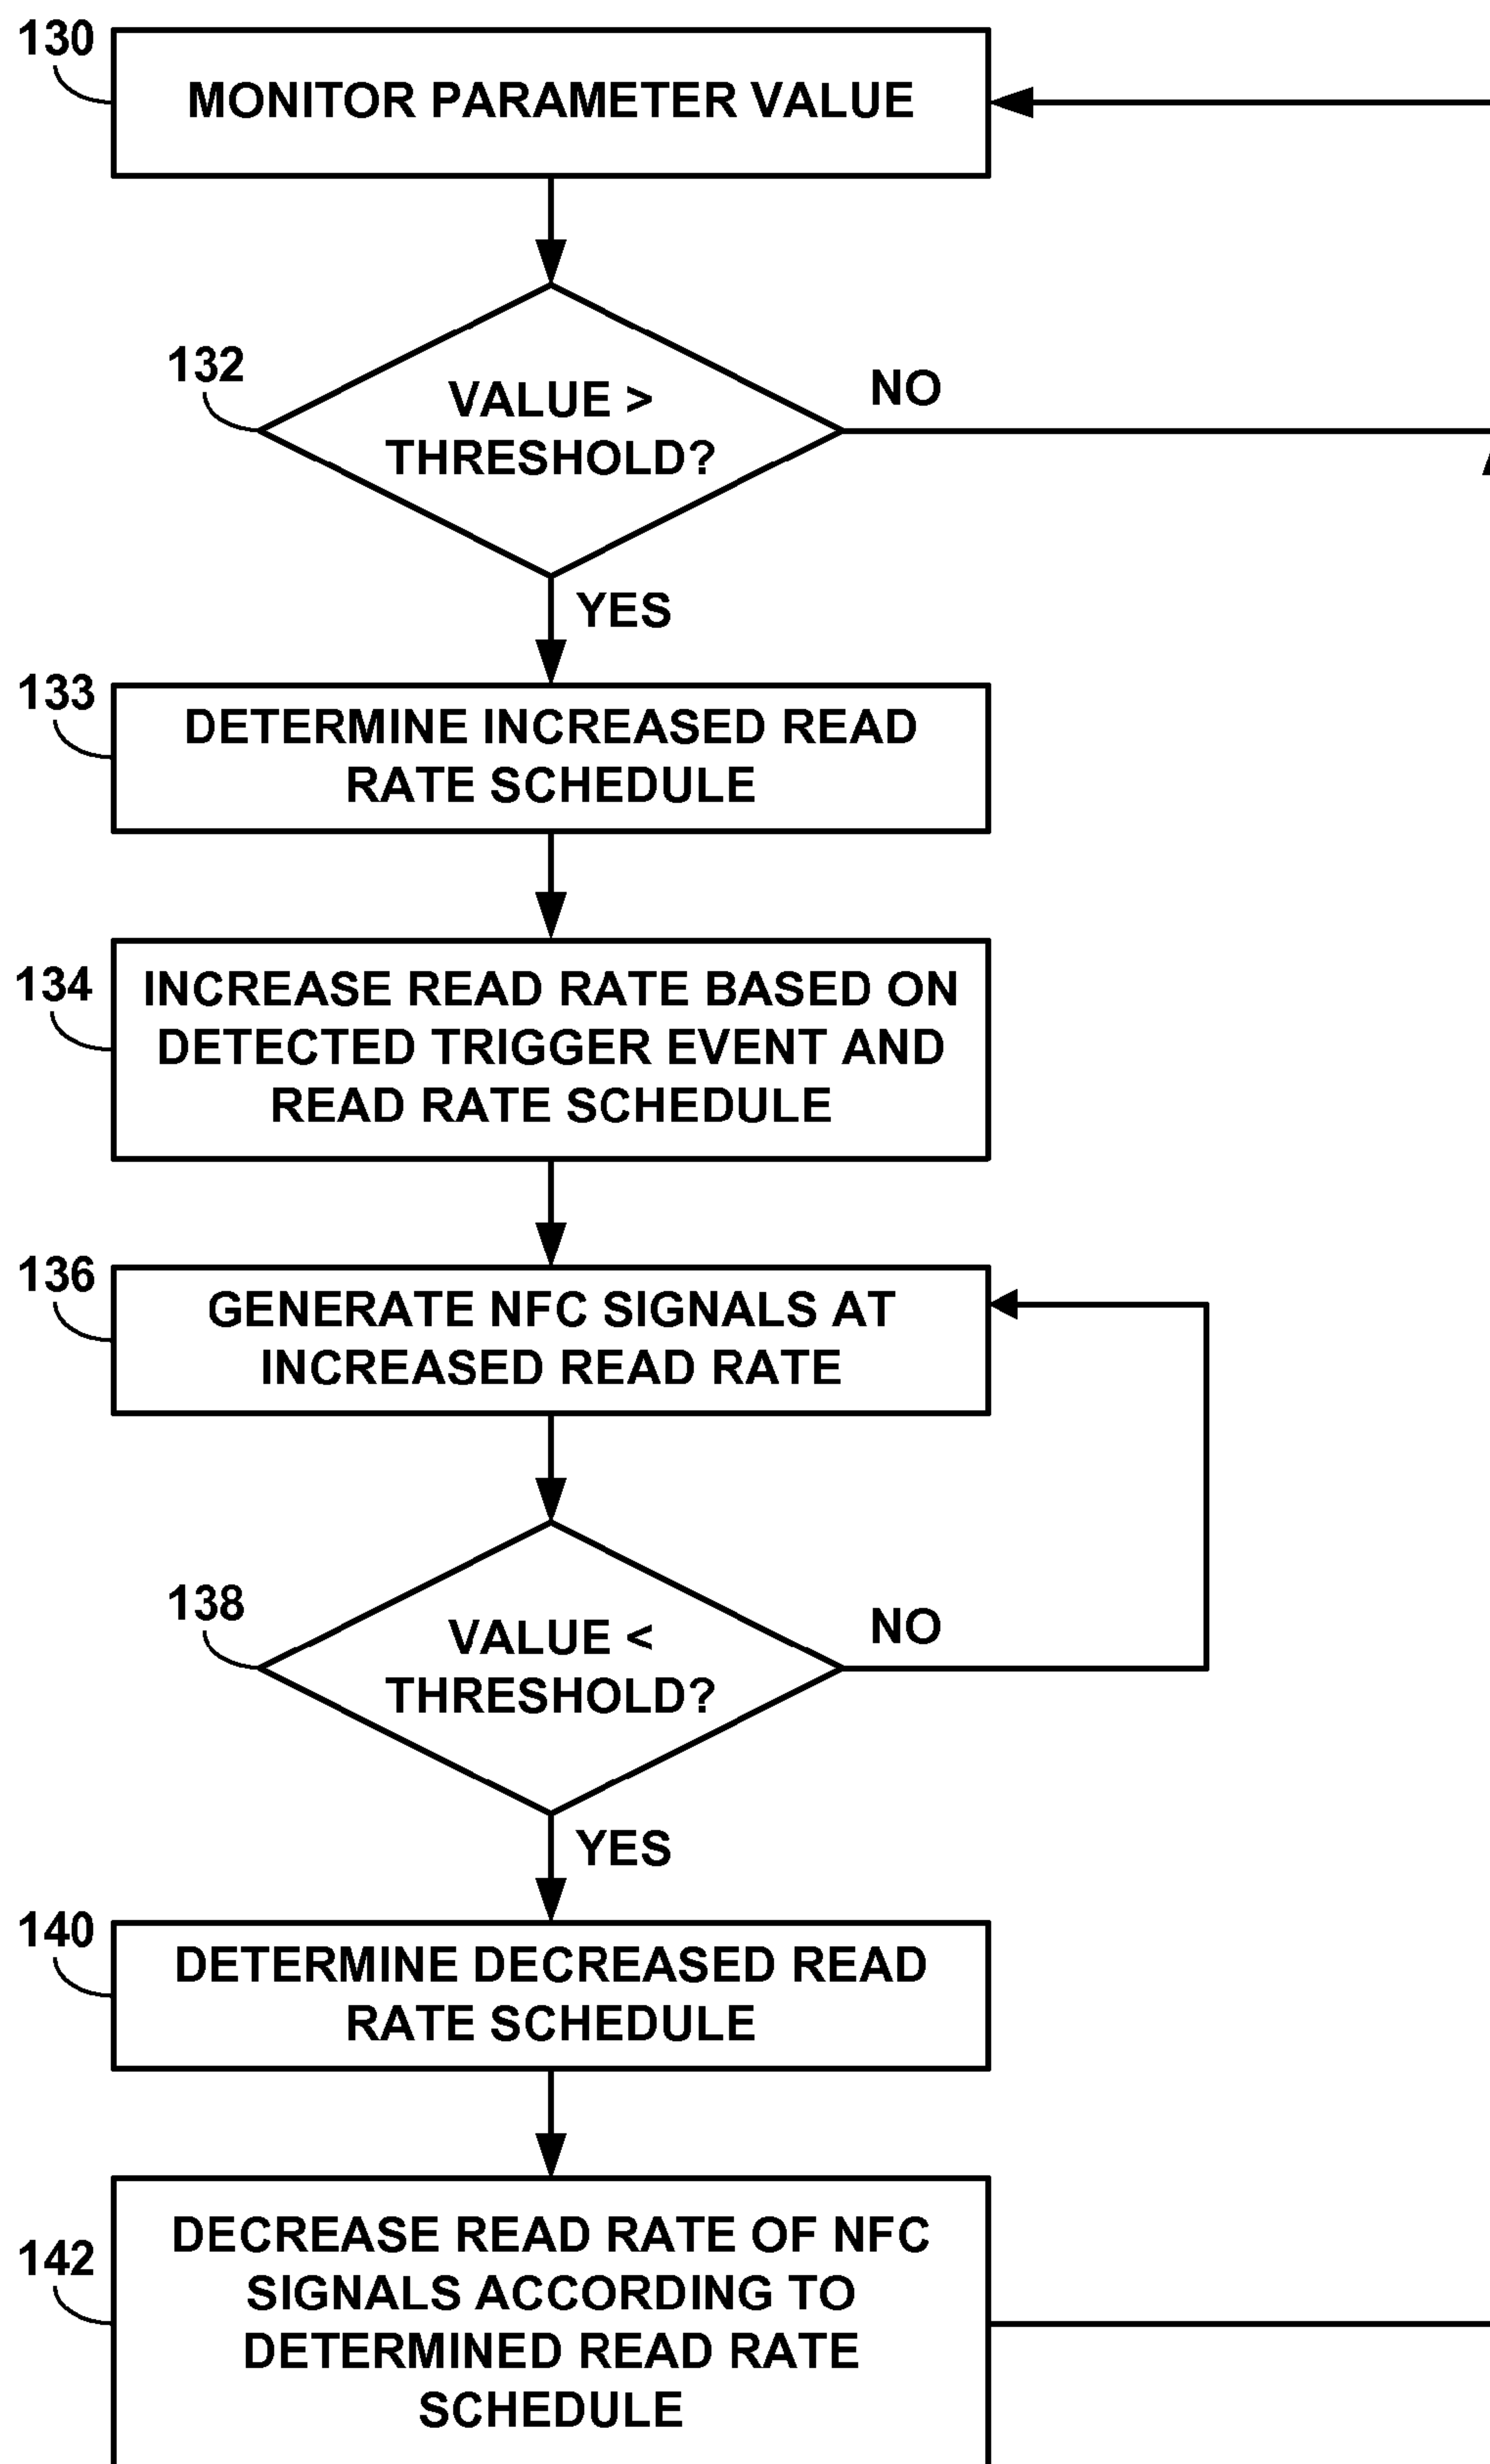 130
MONITOR PARAMETER VALUE
132
VALUE >
THRESHOLD?
NO
YES
133
DETERMINE INCREASED READ
RATE SCHEDULE
134
INCREASE READ RATE BASED ON
DETECTED TRIGGER EVENT AND
READ RATE SCHEDULE
136
GENERATE NFC SIGNALS AT
INCREASED READ RATE
138
VALUE <
THRESHOLD?
NO
YES
140
DETERMINE DECREASED READ
RATE SCHEDULE
142
DECREASE READ RATE OF NFC
SIGNALS ACCORDING TO
DETERMINED READ RATE
SCHEDULE